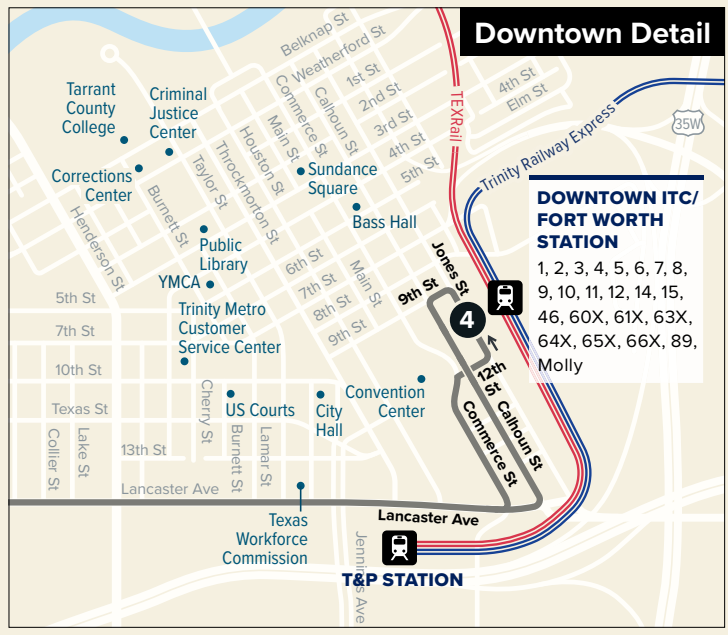 Downtown Detail
Belknap St
Weatherford St
1st St
2nd St
3rd St
4th St
5th St
Commerce St
Calhoun St
Main St
Houston St
Throckmorton St
Taylor St
Burnett St
Henderson St
4th St
Elm St
TEXRail
Trinity Railway Express
35W
Tarrant
County
College
Criminal
Justice
Center
Corrections
Center
Sundance
Square
Bass Hall
Public
Library
YMCA
Trinity Metro
Customer
Service Center
DOWNTOWN ITC/
FORT WORTH
STATION
1, 2, 3, 4, 5, 6, 7, 8,
9, 10, 11, 12, 14, 15,
46, 60X, 61X, 63X,
64X, 65X, 66X, 89,
Molly
6th St
7th St
8th St
9th St
Main St
Jones St
9th St
4
12th
St
Calhoun St
Commerce St
5th St
7th St
10th St
Texas St
13th St
Collier St
Lake St
Cherry St
Burnett St
Lamar St
US Courts
City
Hall
Convention
Center
Lancaster Ave
Lancaster Ave
Texas
Workforce
Commission
Jennings Ave
T&P STATION